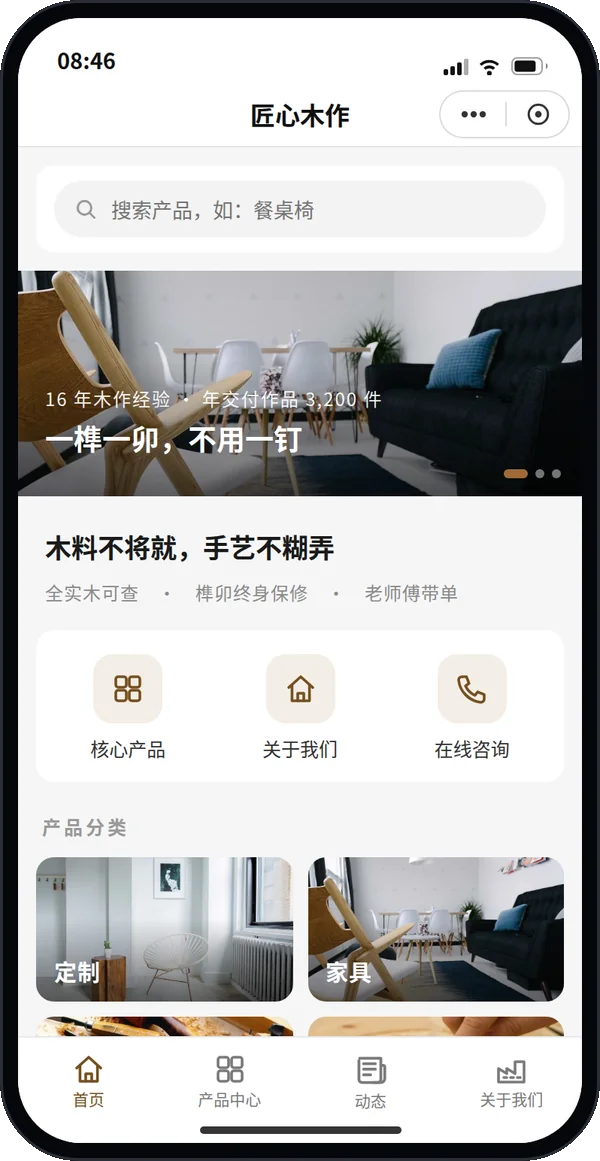 08:46
匠心木作
搜索产品，如：餐桌椅
16 年木作经验 · 年交付作品 3,200 件
一榫一卯，不用一钉
木料不将就，手艺不糊弄
全实木可查 · 榫卯终身保修 · 老师傅带单
核心产品 关于我们 在线咨询
产品分类
定制 家具
首页 产品中心 动态 关于我们